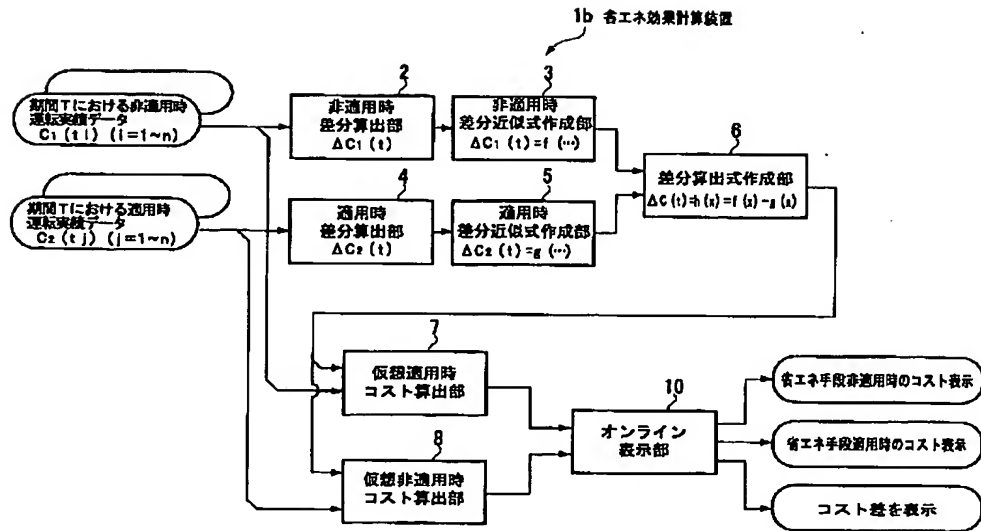 1b 省エネ効果計算装置
期間Tにおける非適用時
運転実績データ
C1 (ti) (i=1~n)
2
非適用時
差分算出部
ΔC1 (t)
3
非適用時
差分近似式作成部
ΔC1 (t)=f (…)
期間Tにおける適用時
運転実績データ
C2 (tj) (j=1~n)
4
適用時
差分算出部
ΔC2 (t)
5
適用時
差分近似式作成部
ΔC2 (t)=g (…)
6
差分算出式作成部
ΔC (t)=h (x)=f (x)-g (x)
7
仮想適用時
コスト算出部
8
仮想非適用時
コスト算出部
10
オンライン
表示部
省エネ手段非適用時のコスト表示
省エネ手段適用時のコスト表示
コスト差を表示